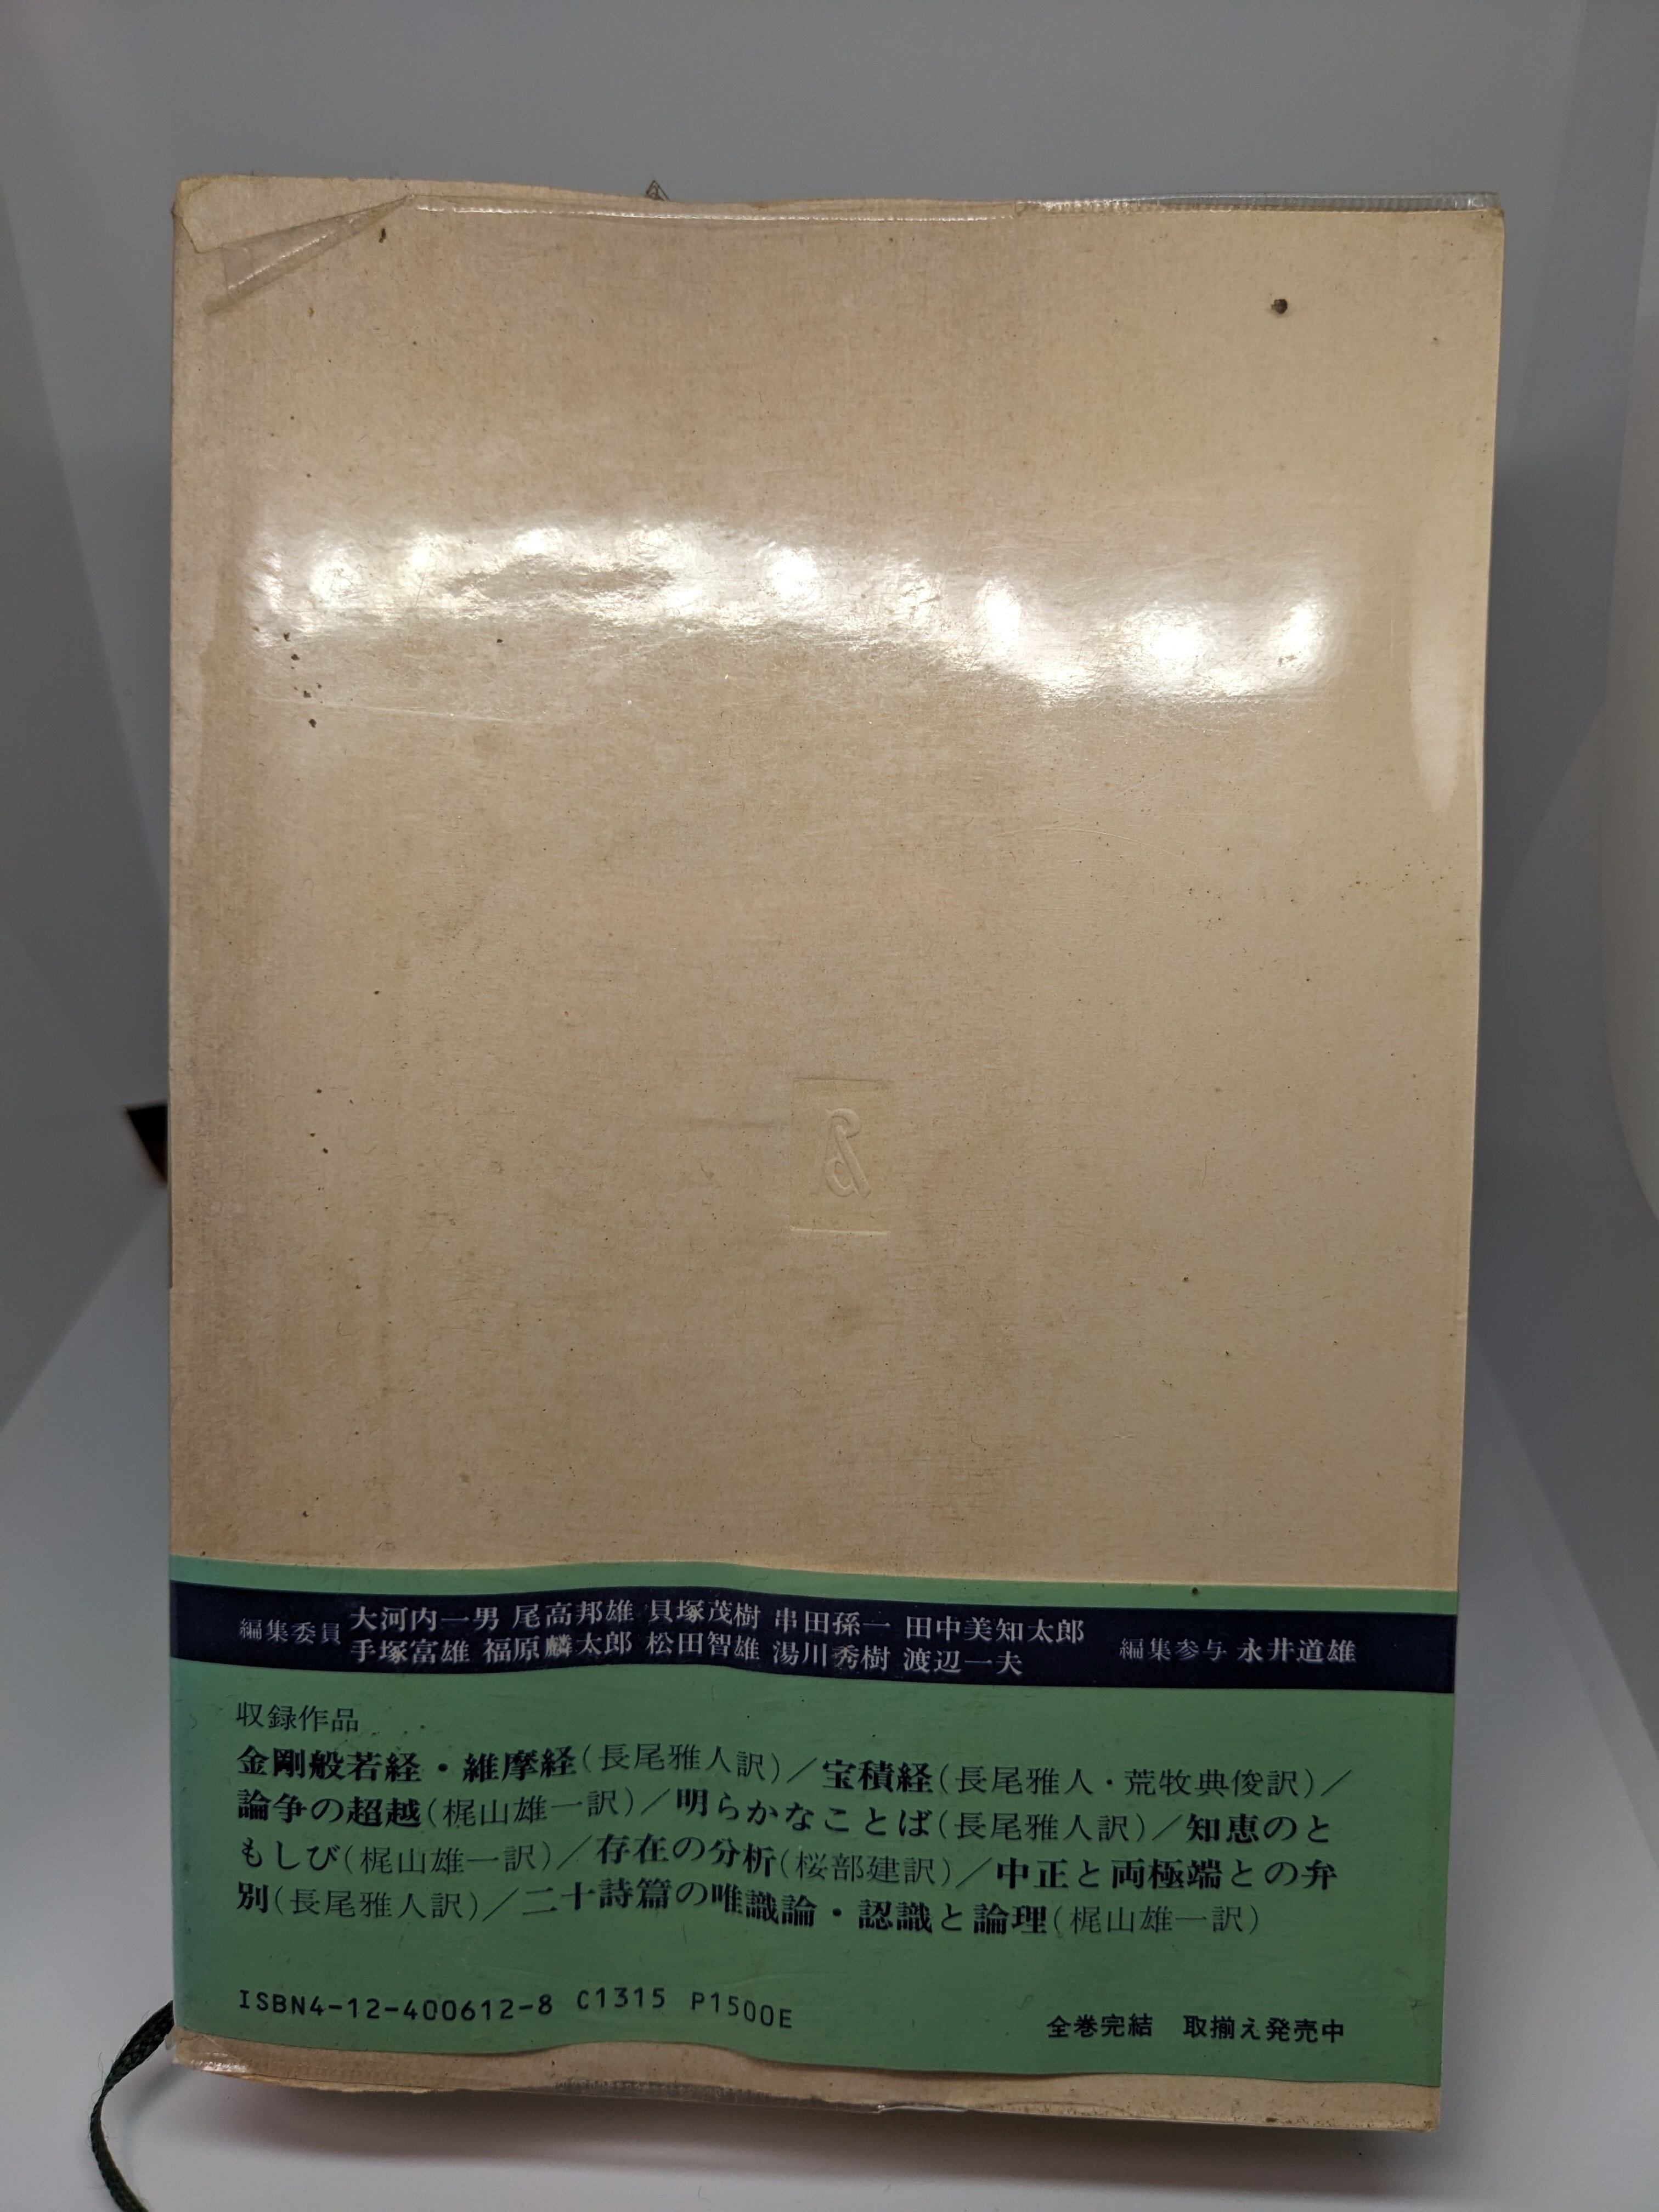 編集委員 大河内一男 尾高邦雄 貝塚茂樹 串田孫一 田中美知太郎
手塚富雄 福原麟太郎 松田智雄 湯川秀樹 渡辺一夫
編集参与 永井道雄
収録作品
金剛般若経・維摩経(長尾雅人訳)／宝積経(長尾雅人・荒牧典俊訳)／
論争の超越(梶山雄一訳)／明らかなことば(長尾雅人訳)／知恵のと
もしび(梶山雄一訳)／存在の分析(桜部建訳)／中正と両極端との弁
別(長尾雅人訳)／二十詩篇の唯識論・認識と論理(梶山雄一訳)
ISBN4-12-400612-8 C1315 P1500E
全巻完結 取揃え発売中